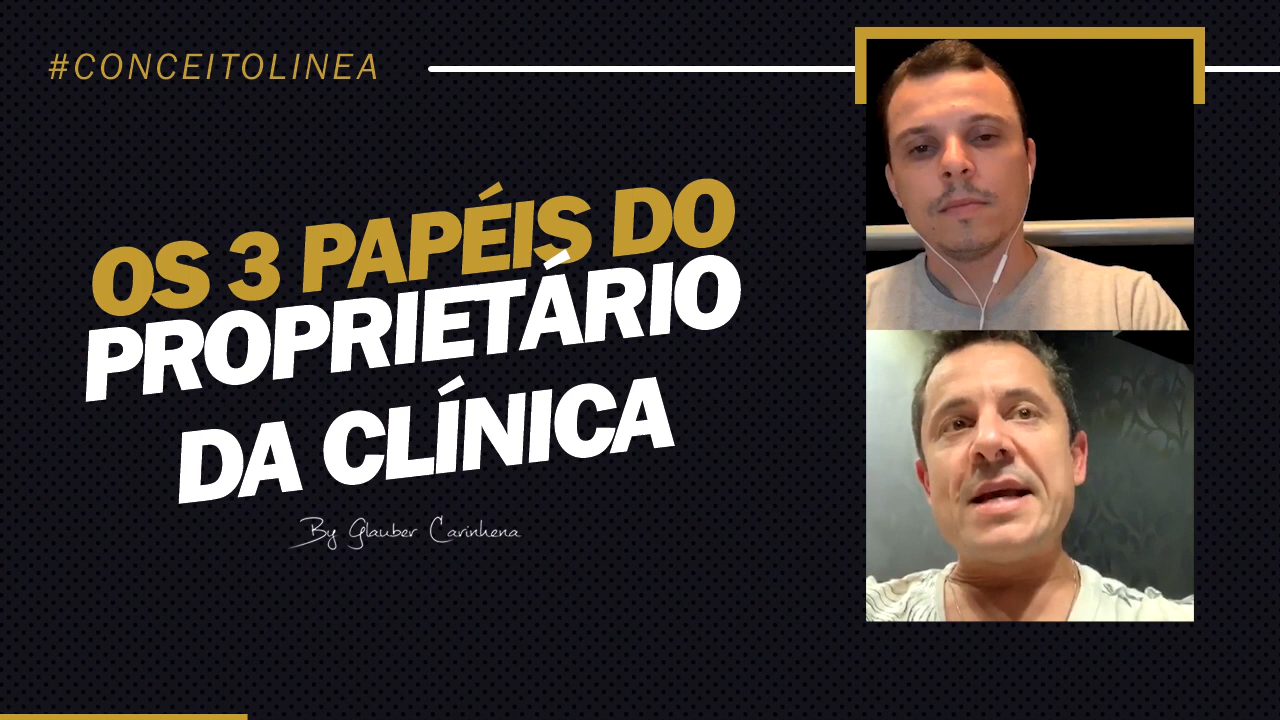 #CONCEITOLINEA
OS 3 PAPÉIS DO
PROPRIETÁRIO
DA CLÍNICA
By Glauber Carinhena